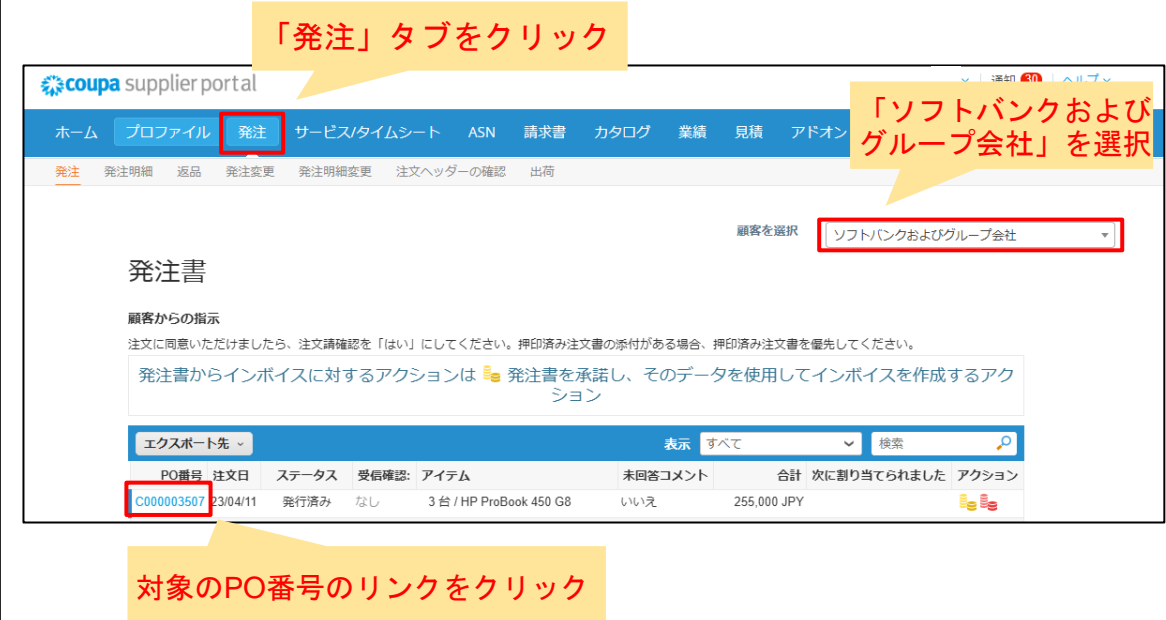 「発注」タブをクリック
coupa supplier portal
通知 30 ヘルプ
「ソフトバンクおよび
グループ会社」を選択
ホーム プロファイル 発注 サービス/タイムシート ASN 請求書 カタログ 業績 見積 アドオン
発注 発注明細 返品 発注変更 発注明細変更 注文ヘッダーの確認 出荷
顧客を選択 ソフトバンクおよびグループ会社
発注書
顧客からの指示
注文に同意いただけましたら、注文請確認を「はい」にしてください。押印済み注文書の添付がある場合、押印済み注文書を優先してください。
発注書からインボイスに対するアクションは 発注書を承諾し、そのデータを使用してインボイスを作成するアク
ション
エクスポート先 表示 すべて 検索
PO番号 注文日 ステータス 受信確認: アイテム 未回答コメント 合計 次に割り当てられました アクション
C000003507 23/04/11 発行済み なし 3 台 / HP ProBook 450 G8 いいえ 255,000 JPY
対象のPO番号のリンクをクリック